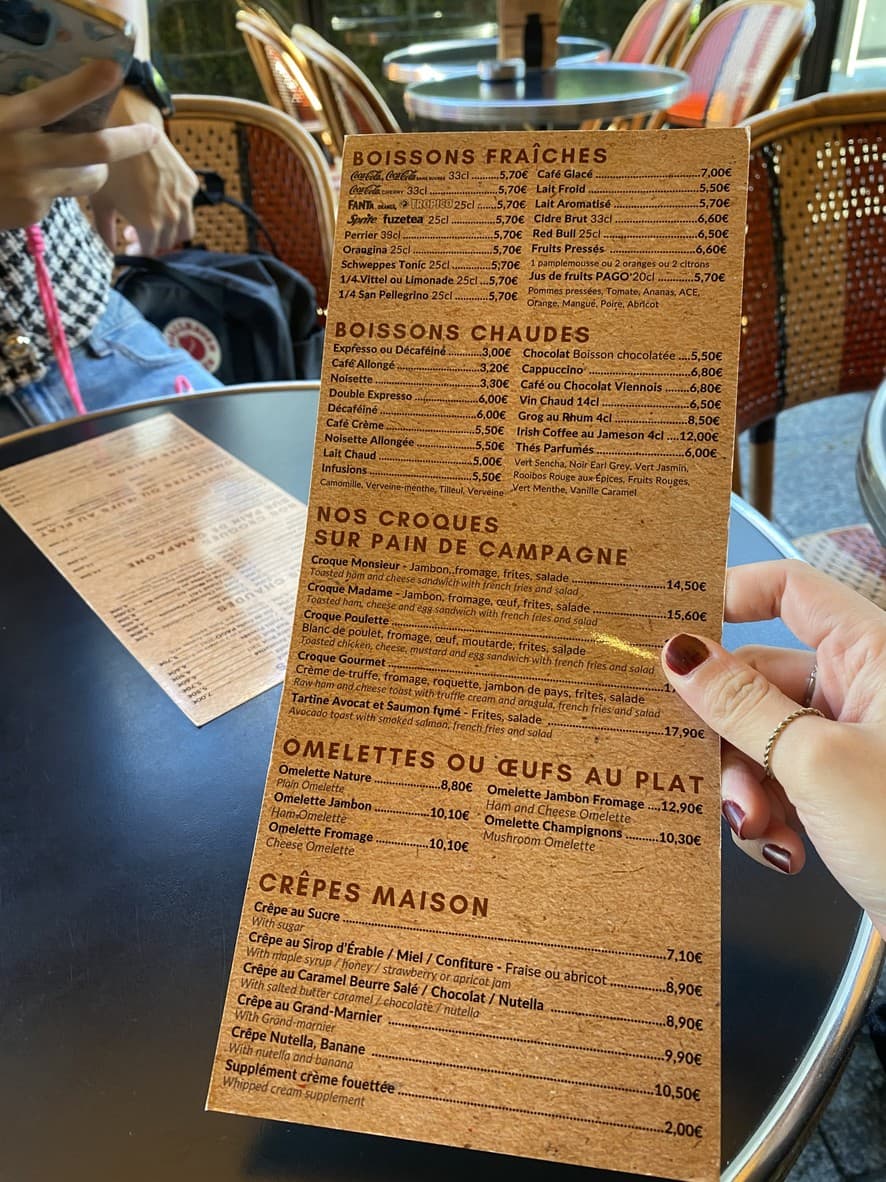 BOISSONS FRAÎCHES
Coca-Cola, Coca-Cola SANS SUCRES 33cl ..........5,70€
Coca-Cola CHERRY 33cl ..........5,70€
FANTA ORANGE, TROPICO 25cl ..........5,70€
Sprite fuzetea 25cl ..........5,70€
Perrier 33cl ..........5,70€
Orangina 25cl ..........5,70€
Schweppes Tonic 25cl ..........5,70€
1/4 Vittel ou Limonade 25cl ...5,70€
1/4 San Pellegrino 25cl ..........5,70€
Café Glacé ..........7,00€
Lait Froid ..........5,50€
Lait Aromatisé ..........5,70€
Cidre Brut 33cl ..........6,60€
Red Bull 25cl ..........6,50€
Fruits Pressés ..........6,60€
1 pamplemousse ou 2 oranges ou 2 citrons
Jus de fruits PAGO 20cl ..........5,70€
Pommes pressées, Tomate, Ananas, ACE,
Orange, Mangue, Poire, Abricot
BOISSONS CHAUDES
Expresso ou Décaféiné ..........3,00€
Café Allongé ..........3,20€
Noisette ..........3,30€
Double Expresso ..........6,00€
Décaféiné ..........6,00€
Café Crème ..........5,50€
Noisette Allongée ..........5,50€
Lait Chaud ..........5,00€
Infusions ..........5,50€
Camomille, Verveine-menthe, Tilleul, Verveine
Chocolat Boisson chocolatée ....5,50€
Cappuccino ..........6,80€
Café ou Chocolat Viennois ..........6,80€
Vin Chaud 14cl ..........6,50€
Grog au Rhum 4cl ..........8,50€
Irish Coffee au Jameson 4cl ....12,00€
Thés Parfumés ..........6,00€
Vert Sencha, Noir Earl Grey, Vert Jasmin,
Rooibos Rouge aux Épices, Fruits Rouges,
Vert Menthe, Vanille Caramel
NOS CROQUES
SUR PAIN DE CAMPAGNE
Croque Monsieur - Jambon, fromage, frites, salade ..........14,50€
Toasted ham and cheese sandwich with french fries and salad
Croque Madame - Jambon, fromage, œuf, frites, salade ..........15,60€
Toasted ham, cheese and egg sandwich with french fries and salad
Croque Poulette ..........
Blanc de poulet, fromage, œuf, moutarde, frites, salade
Toasted chicken, cheese, mustard and egg sandwich with french fries and salad
Croque Gourmet ..........
Crème de truffe, fromage, roquette, jambon de pays, frites, salade
Raw ham and cheese toast with truffle cream and arugula, french fries and salad
Tartine Avocat et Saumon fumé - Frites, salade ..........17,90€
Avocado toast with smoked salmon, french fries and salad
OMELETTES OU ŒUFS AU PLAT
Omelette Nature ..........8,80€
Plain Omelette
Omelette Jambon ..........10,10€
Ham Omelette
Omelette Fromage ..........10,10€
Cheese Omelette
Omelette Jambon Fromage ....12,90€
Ham and Cheese Omelette
Omelette Champignons ..........10,30€
Mushroom Omelette
CRÊPES MAISON
Crêpe au Sucre ..........7,10€
With sugar
Crêpe au Sirop d'Érable / Miel / Confiture - Fraise ou abricot ..........8,90€
With maple syrup / honey / strawberry or apricot jam
Crêpe au Caramel Beurre Salé / Chocolat / Nutella ..........8,90€
With salted butter caramel / chocolate / nutella
Crêpe au Grand-Marnier ..........9,90€
With Grand-marnier
Crêpe Nutella, Banane ..........10,50€
With nutella and banana
Supplément crème fouettée ..........2,00€
Whipped cream supplement